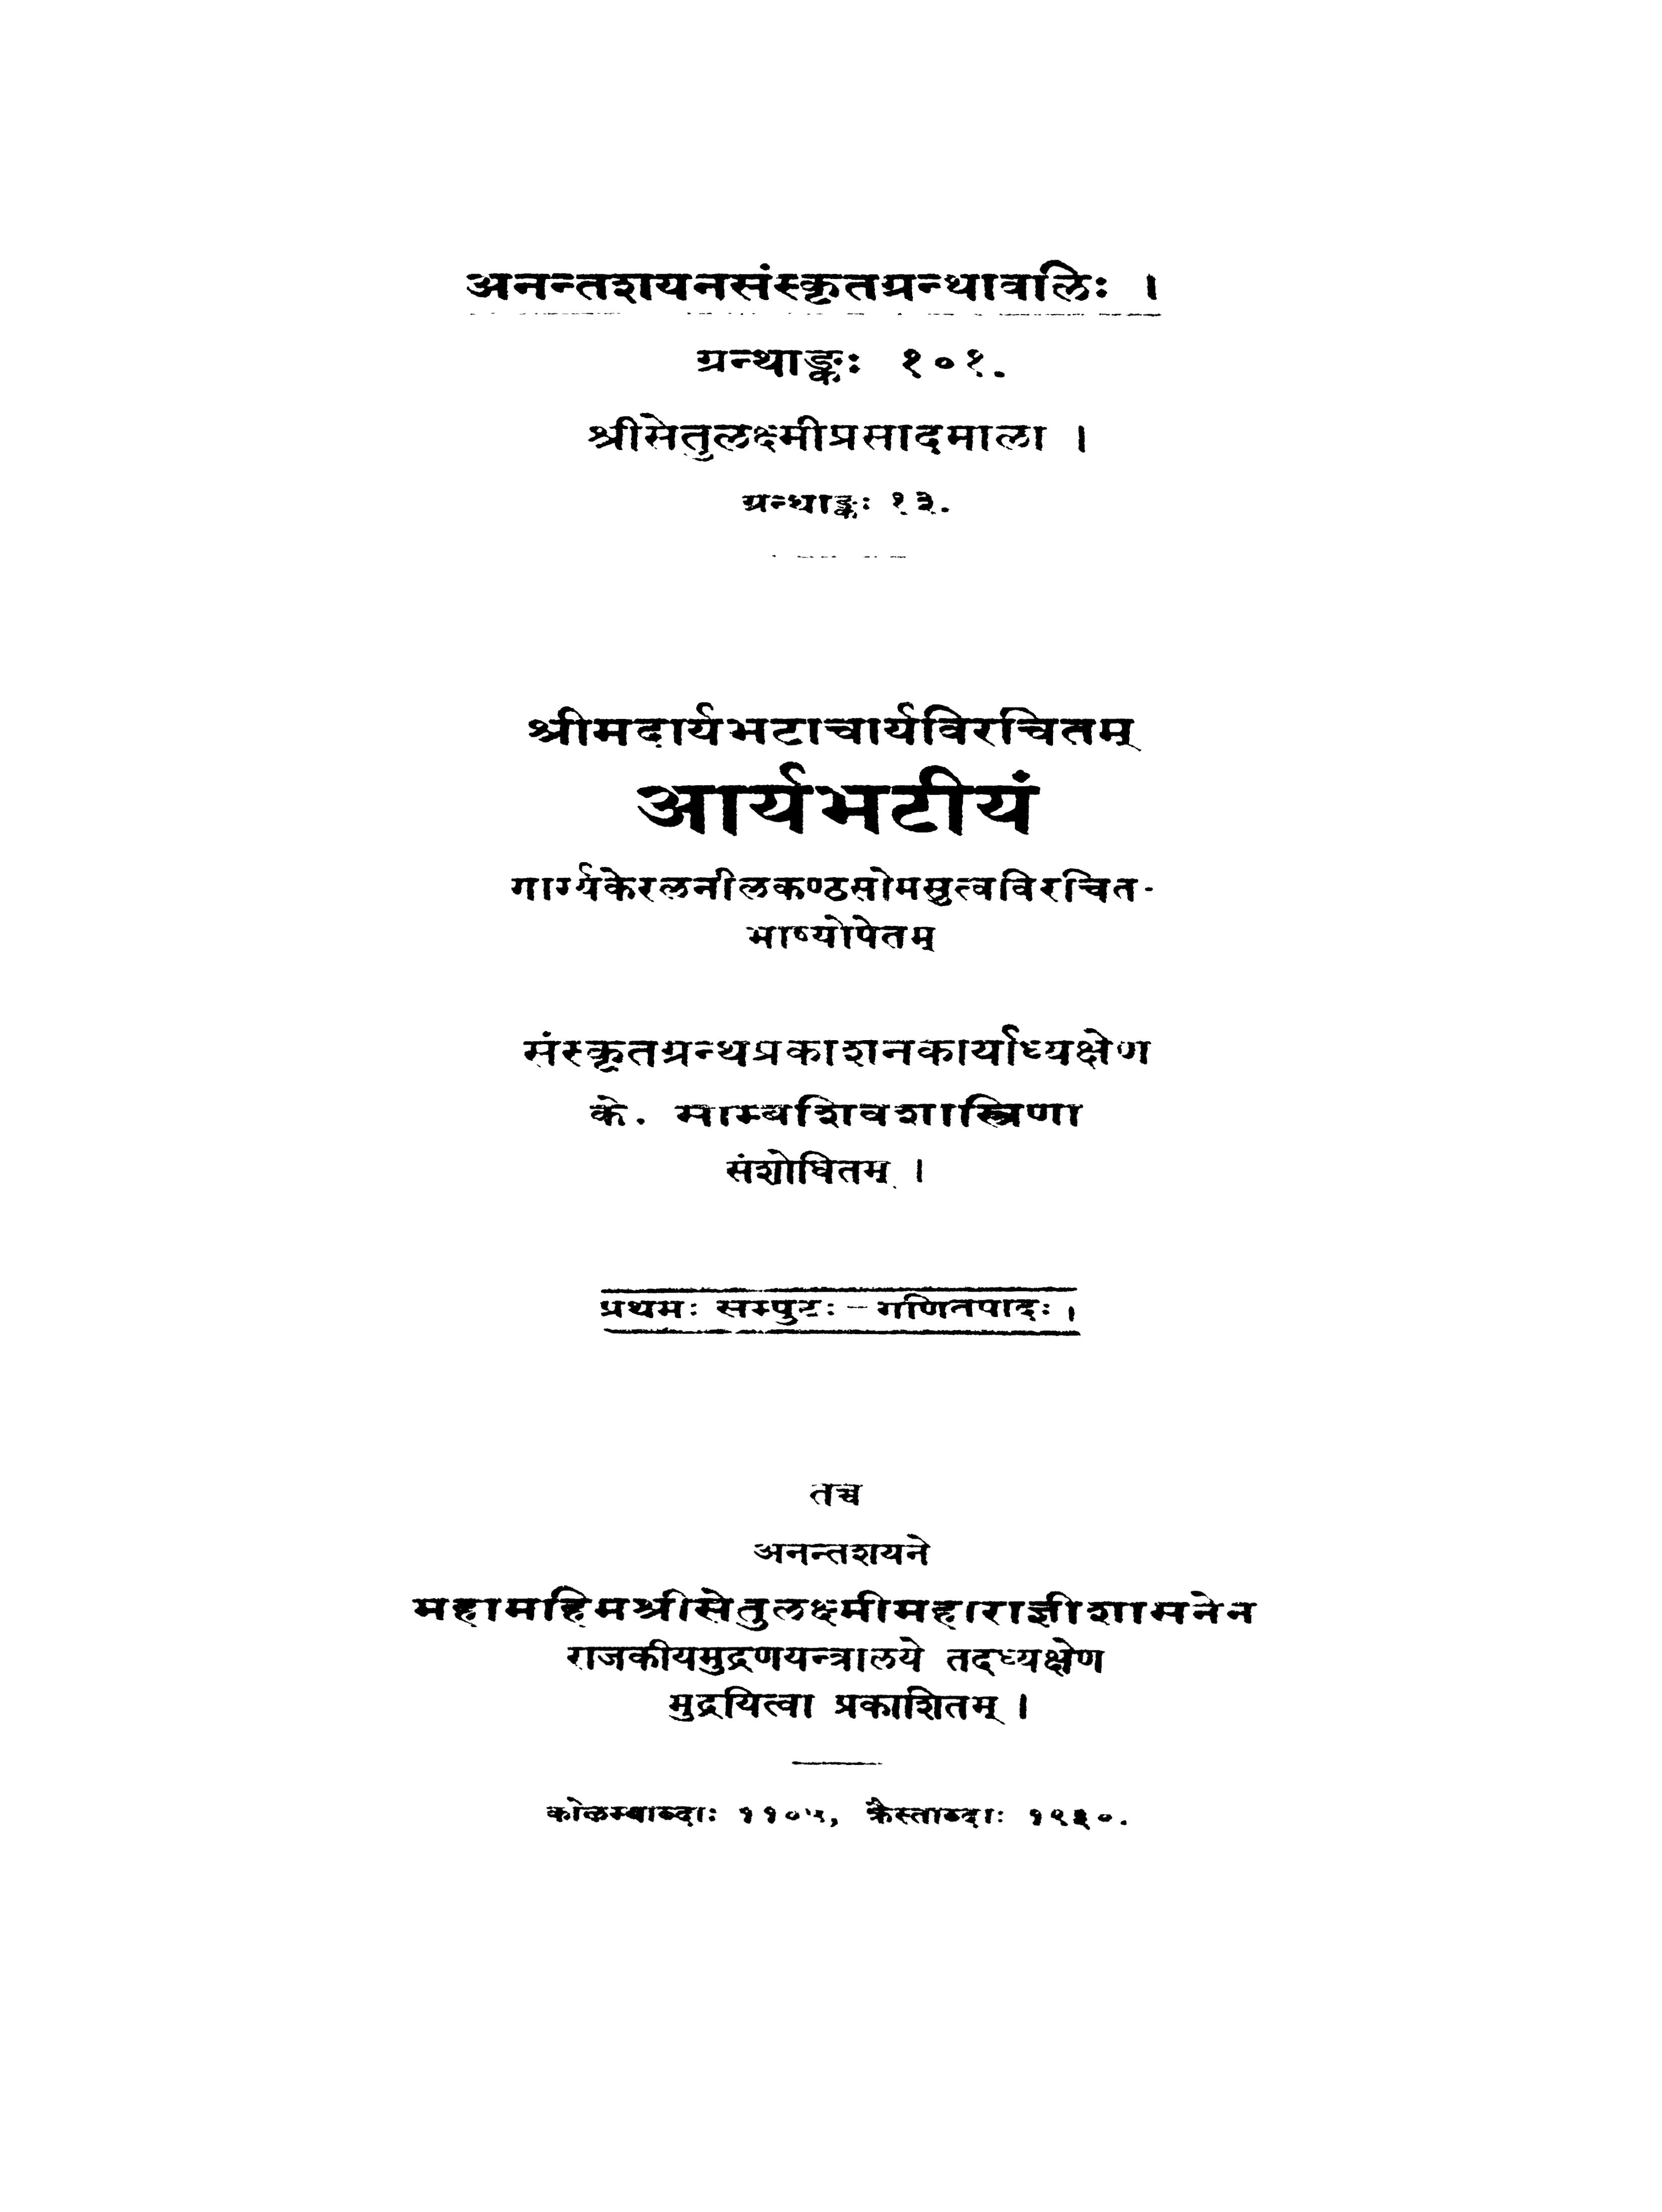 अनन्तशयनसंस्कृतग्रन्थावलिः ।
ग्रन्थाङ्कः १०१.
श्रीसेतुलक्ष्मीप्रसादमाला ।
ग्रन्थाङ्कः १३.
श्रीमदार्यभटाचार्यविरचितम्
आर्यभटीयं
गार्ग्यकेरलनीलकण्ठसोमसुत्वविरचित-
भाष्योपेतम्
संस्कृतग्रन्थप्रकाशनकार्याध्यक्षेण
के. साम्बशिवशास्त्रिणा
संशोधितम् ।
प्रथमः सम्पुटः – गणितपादः ।
तच्च
अनन्तशयने
महामहिमश्रीसेतुलक्ष्मीमहाराज्ञीशासनेन
राजकीयमुद्रणयन्त्रालये तदध्यक्षेण
मुद्रयित्वा प्रकाशितम् ।
कोळम्बाब्दाः ११०५, क्रैस्ताब्दाः १९३०.